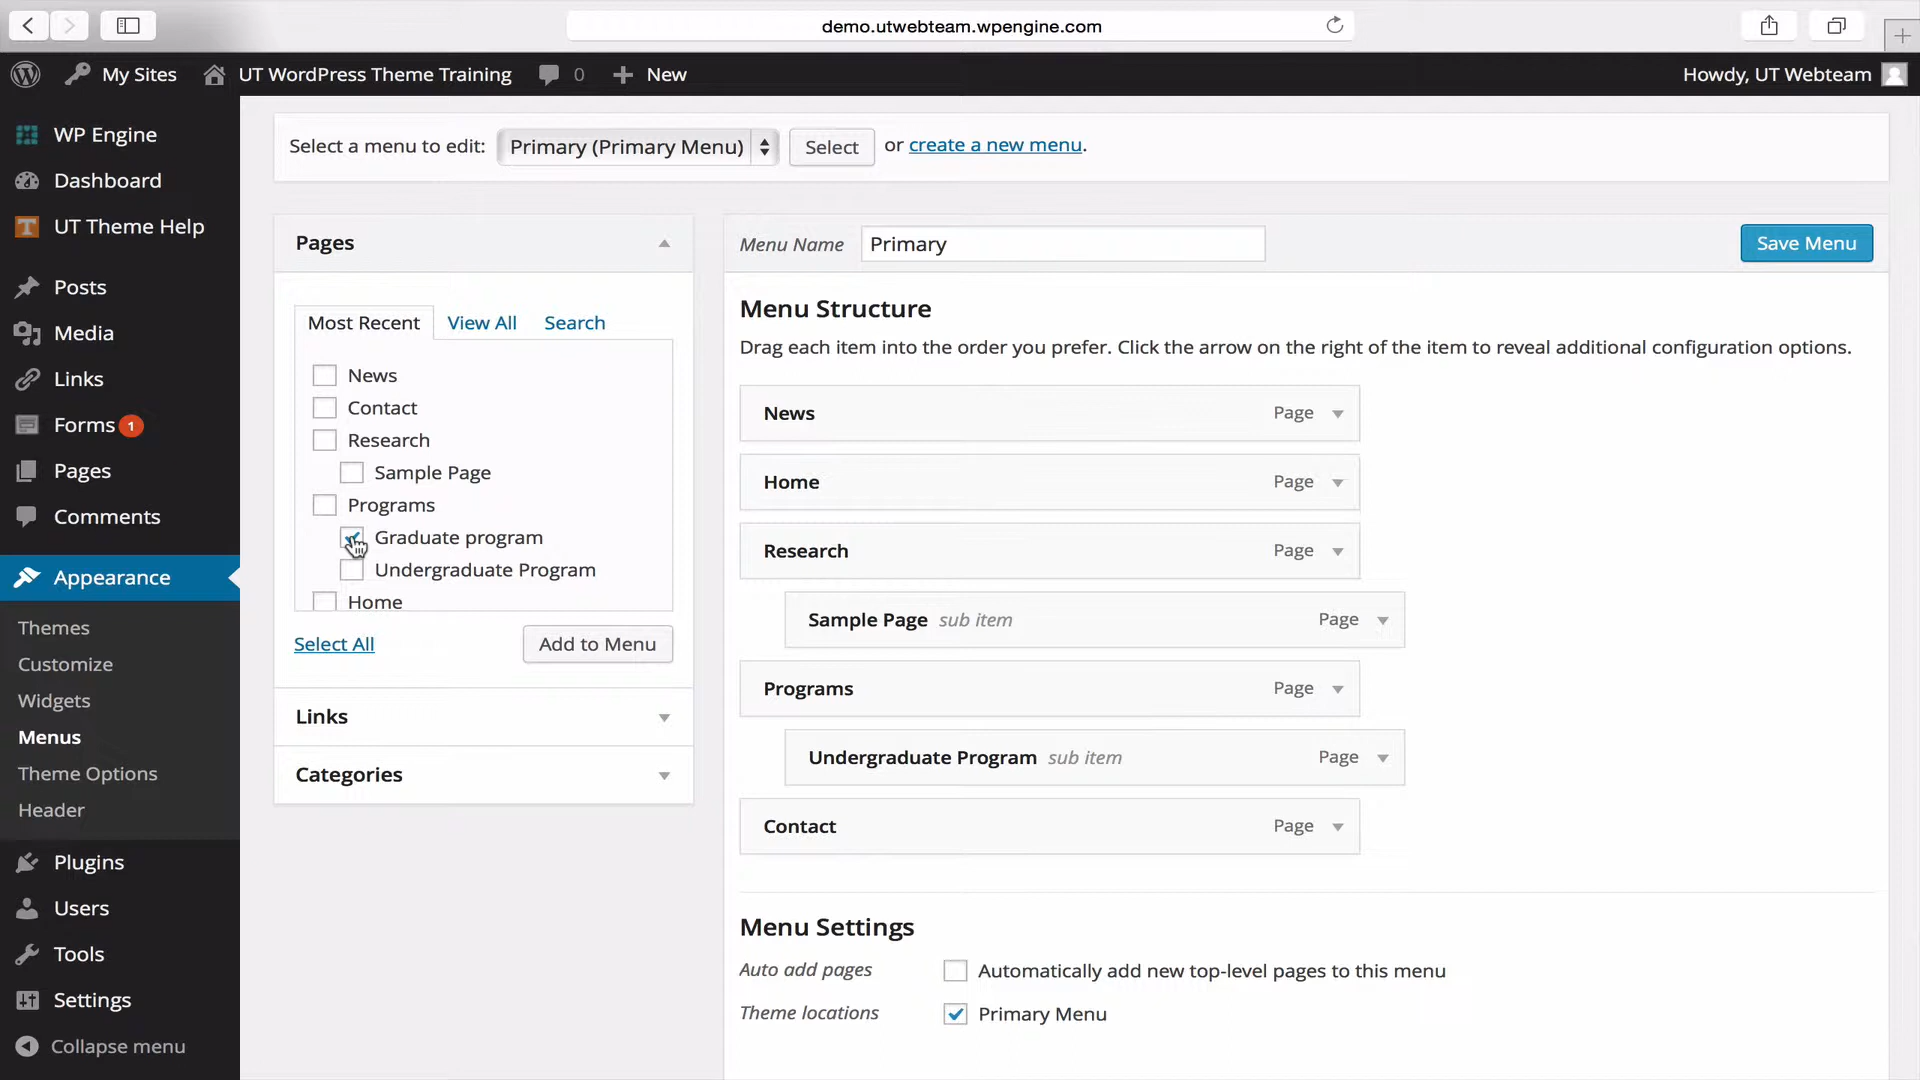 demo.utwebteam.wpengine.com
My Sites
UT WordPress Theme Training
0
New
Howdy, UT Webteam
WP Engine
Dashboard
UT Theme Help
Posts
Media
Links
Forms 1
Pages
Comments
Appearance
Themes
Customize
Widgets
Menus
Theme Options
Header
Plugins
Users
Tools
Settings
Collapse menu
Select a menu to edit: Primary (Primary Menu) Select or create a new menu.
Pages
Most Recent View All Search
News
Contact
Research
Sample Page
Programs
Graduate program
Undergraduate Program
Home
Select All Add to Menu
Links
Categories
Menu Name Primary Save Menu
Menu Structure
Drag each item into the order you prefer. Click the arrow on the right of the item to reveal additional configuration options.
News Page
Home Page
Research Page
Sample Page sub item Page
Programs Page
Undergraduate Program sub item Page
Contact Page
Menu Settings
Auto add pages Automatically add new top-level pages to this menu
Theme locations Primary Menu